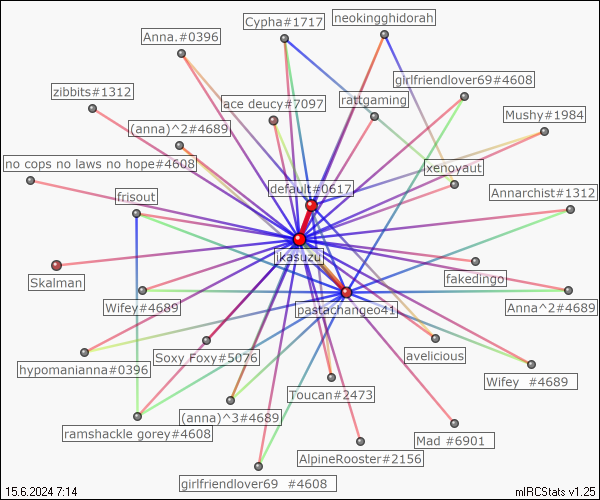 neokingghidorah
Cypha#1717
Anna.#0396
girlfriendlover69#4608
zibbits#1312
ace deucy#7097
rattgaming
Mushy#1984
(anna)^2#4689
no cops no laws no hope#4608
xenoyaut
default#0617
Annarchist#1312
frisout
ikasuzu
Skalman
fakedingo
Wifey#4689
pastachangeo41
Anna^2#4689
Soxy Foxy#5076
avelicious
hypomanianna#0396
Wifey  #4689
Toucan#2473
(anna)^3#4689
ramshackle gorey#4608
Mad #6901
AlpineRooster#2156
girlfriendlover69  #4608
15.6.2024 7:14
mIRCStats v1.25